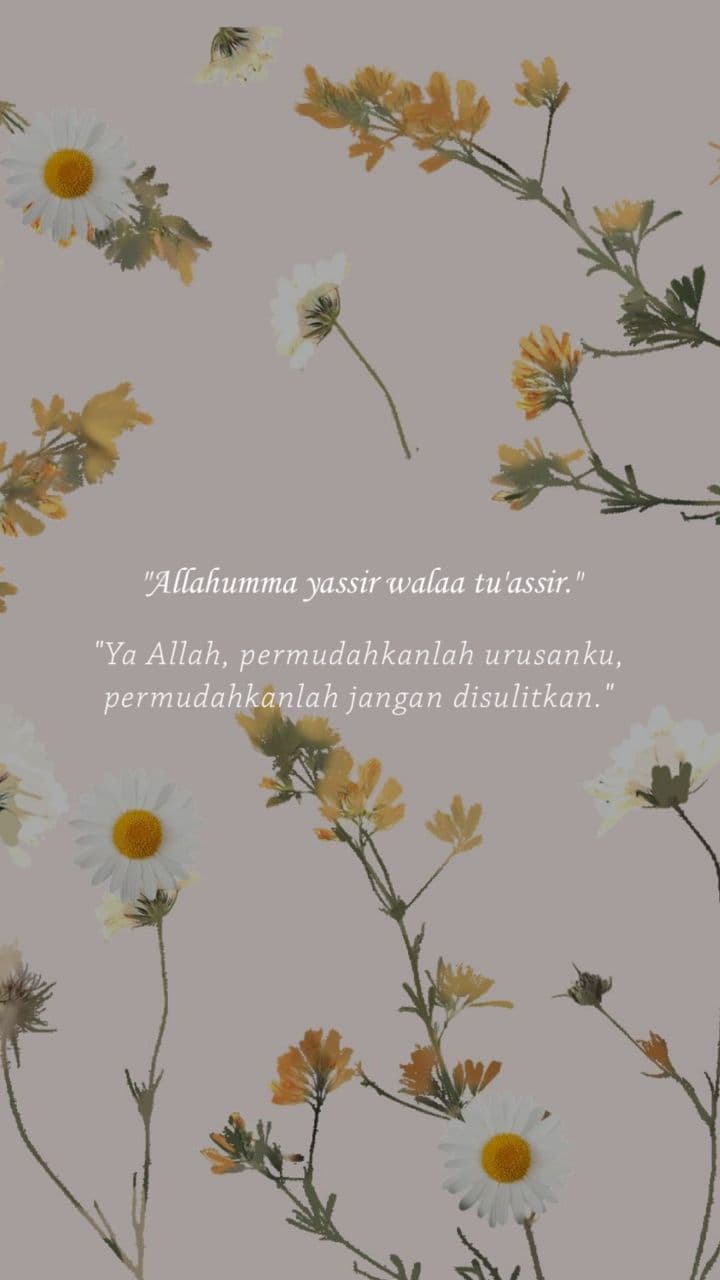 "Allahumma yassir walaa tu'assir."
"Ya Allah, permudahkanlah urusanku,
permudahkanlah jangan disulitkan."